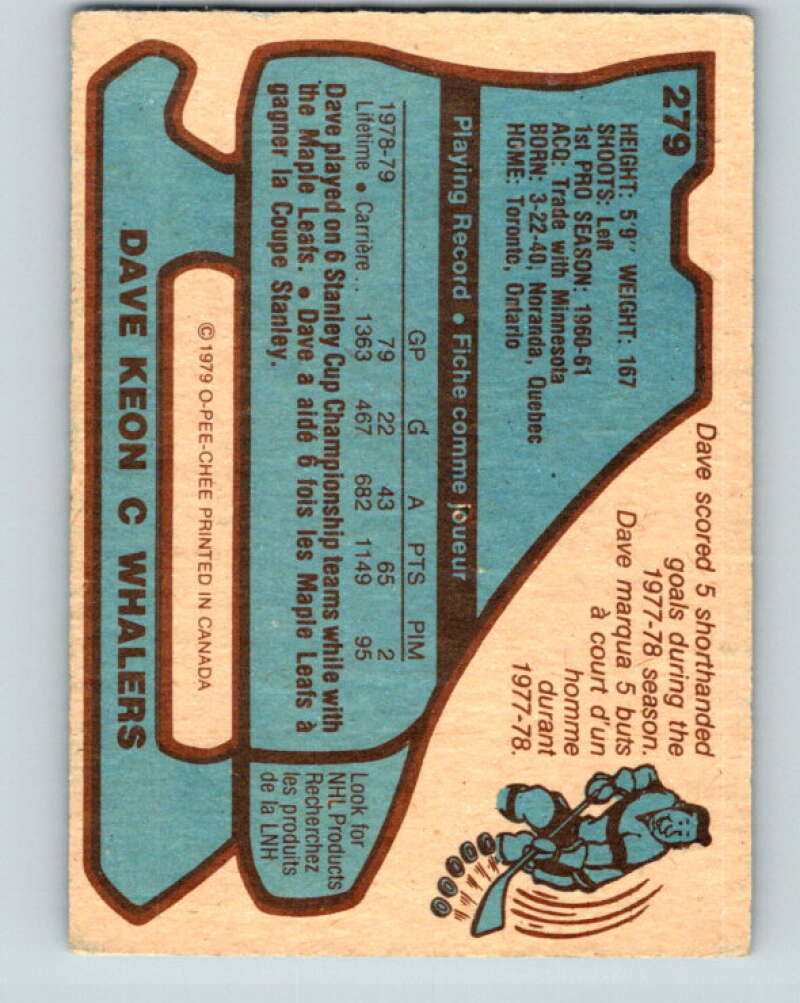 279
HEIGHT: 5'9" WEIGHT: 167
SHOOTS: Left
1st PRO SEASON: 1960-61
ACQ: Trade with Minnesota
BORN: 3-22-40, Noranda, Quebec
HOME: Toronto, Ontario
Dave scored 5 shorthanded
goals during the
1977-78 season.
Dave marqua 5 buts
à court d'un
homme
durant
1977-78.
Playing Record • Fiche comme joueur
GP G A PTS PIM
1978-79 79 22 43 65 2
Lifetime • Carrière ... 1363 467 682 1149 95
Dave played on 6 Stanley Cup Championship teams while with
the Maple Leafs. • Dave a aidé 6 fois les Maple Leafs à
gagner la Coupe Stanley.
Look for
NHL Products
Recherchez
les produits
de la LNH
© 1979 O-PEE-CHÉE PRINTED IN CANADA
DAVE KEON C WHALERS